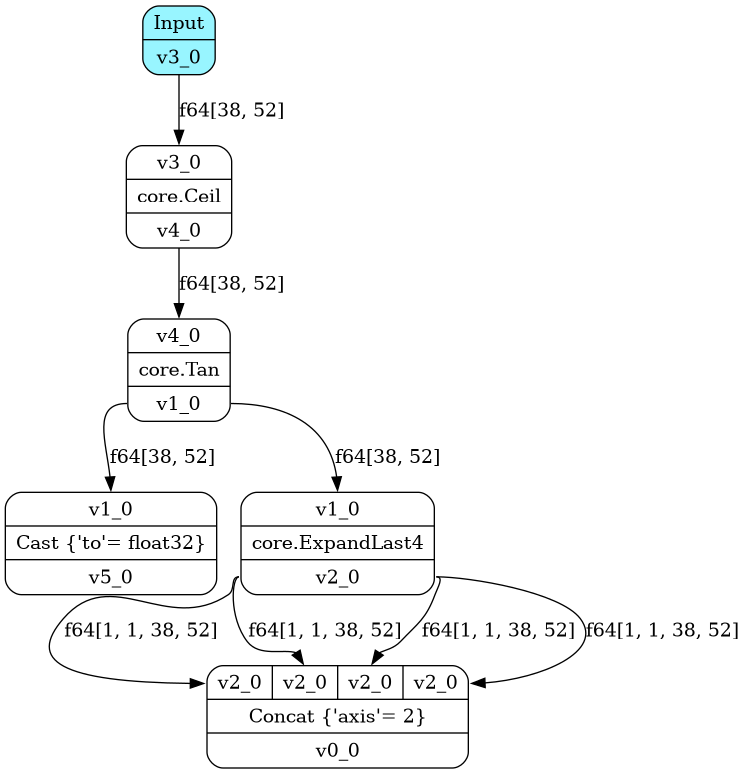 Input
v3_0
f64[38, 52]
v3_0
core.Ceil
v4_0
f64[38, 52]
v4_0
core.Tan
v1_0
f64[38, 52]
f64[38, 52]
v1_0
Cast {'to'= float32}
v5_0
v1_0
core.ExpandLast4
v2_0
f64[1, 1, 38, 52]
f64[1, 1, 38, 52]
f64[1, 1, 38, 52]
f64[1, 1, 38, 52]
v2_0 v2_0 v2_0 v2_0
Concat {'axis'= 2}
v0_0